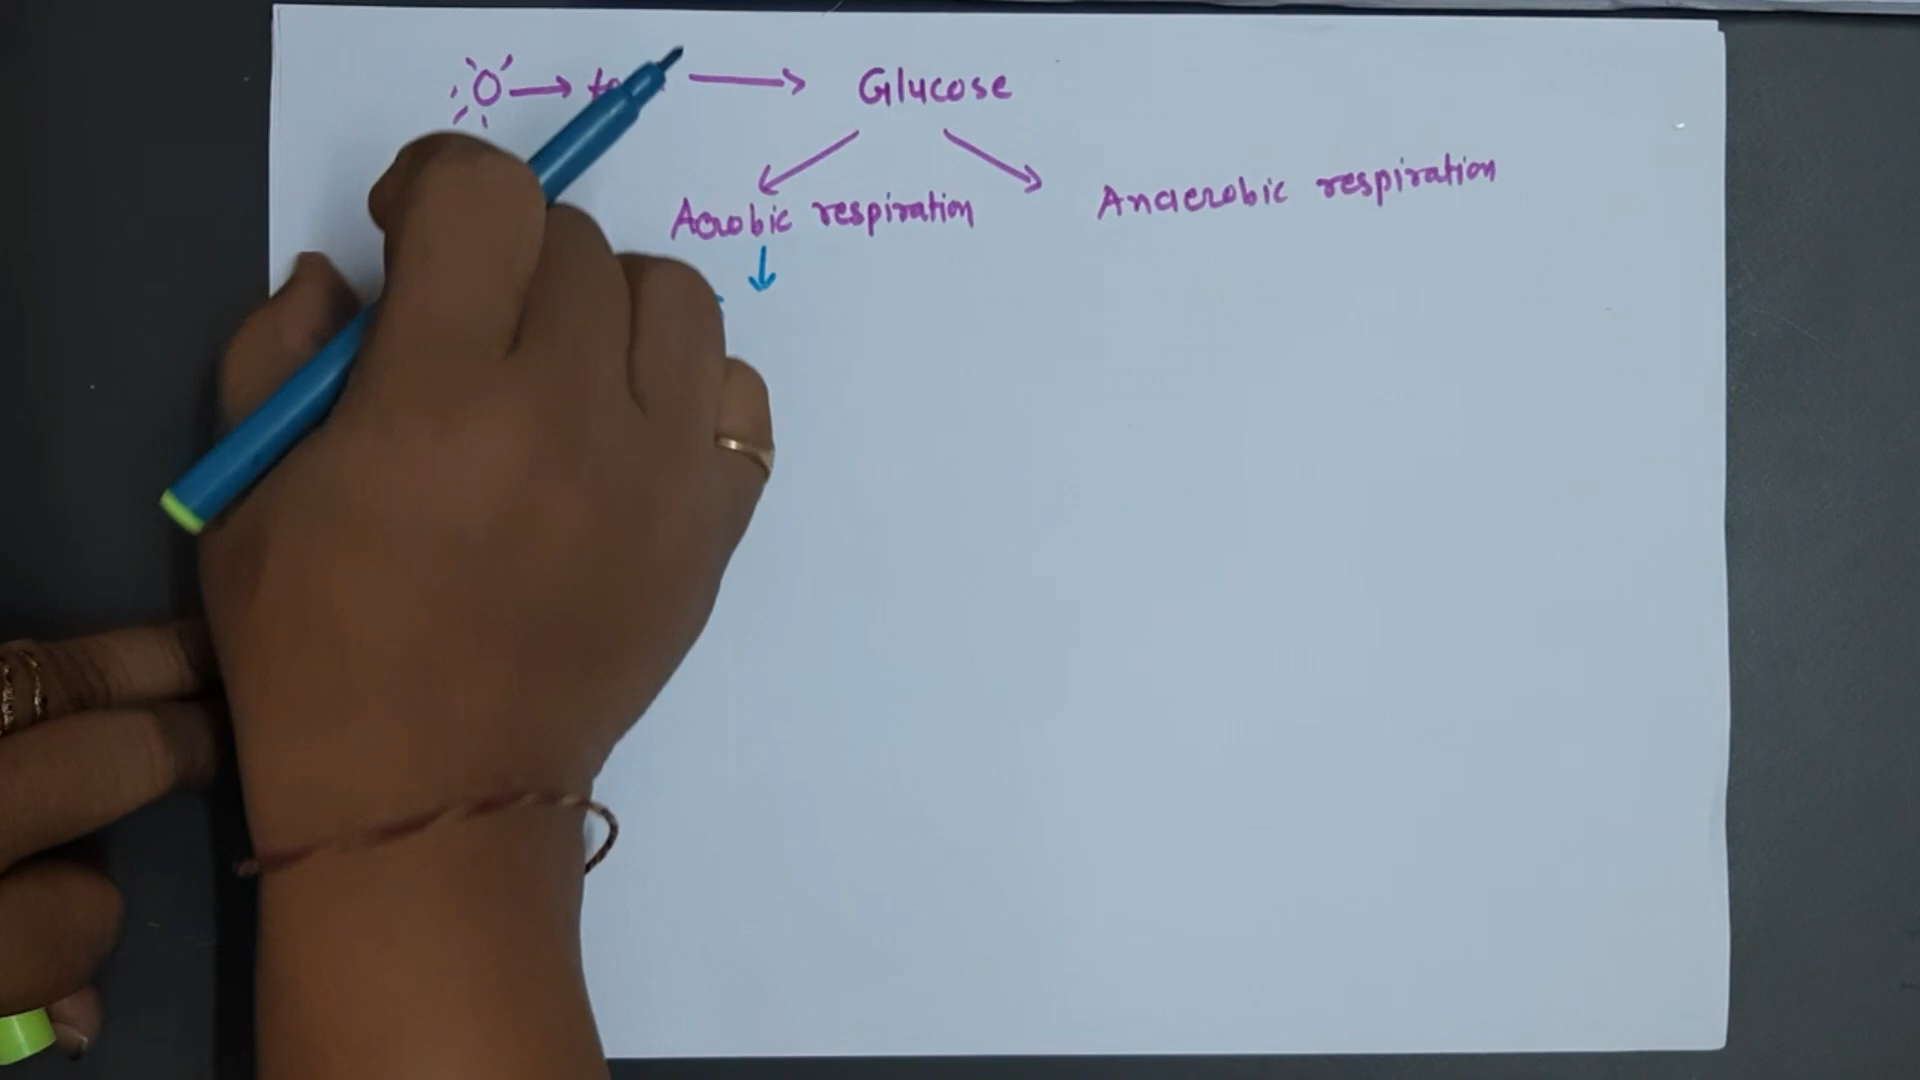 Glucose
Aerobic respiration
Anaerobic respiration